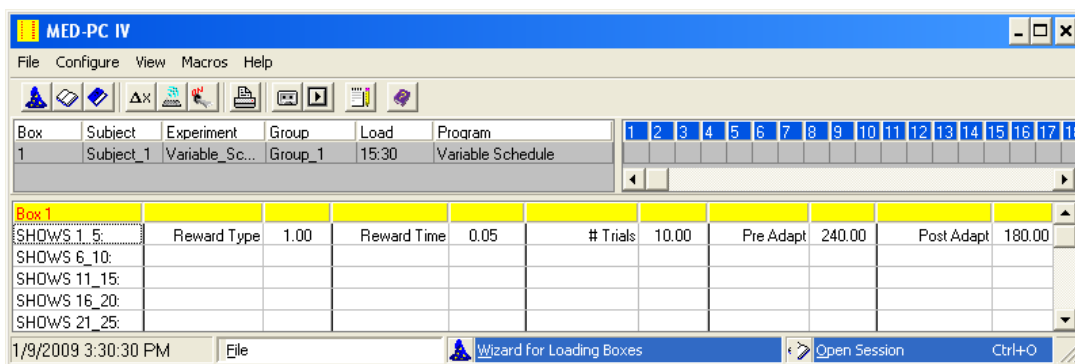 MED-PC IV
File Configure View Macros Help
Δx
Box Subject Experiment Group Load Program 1 2 3 4 5 6 7 8 9 10 11 12 13 14 15 16 17 18
1 Subject_1 Variable_Sc... Group_1 15:30 Variable Schedule
Box 1
SHOWS 1_5: Reward Type 1.00 Reward Time 0.05 # Trials 10.00 Pre Adapt 240.00 Post Adapt 180.00
SHOWS 6_10:
SHOWS 11_15:
SHOWS 16_20:
SHOWS 21_25:
1/9/2009 3:30:30 PM File Wizard for Loading Boxes Open Session Ctrl+O